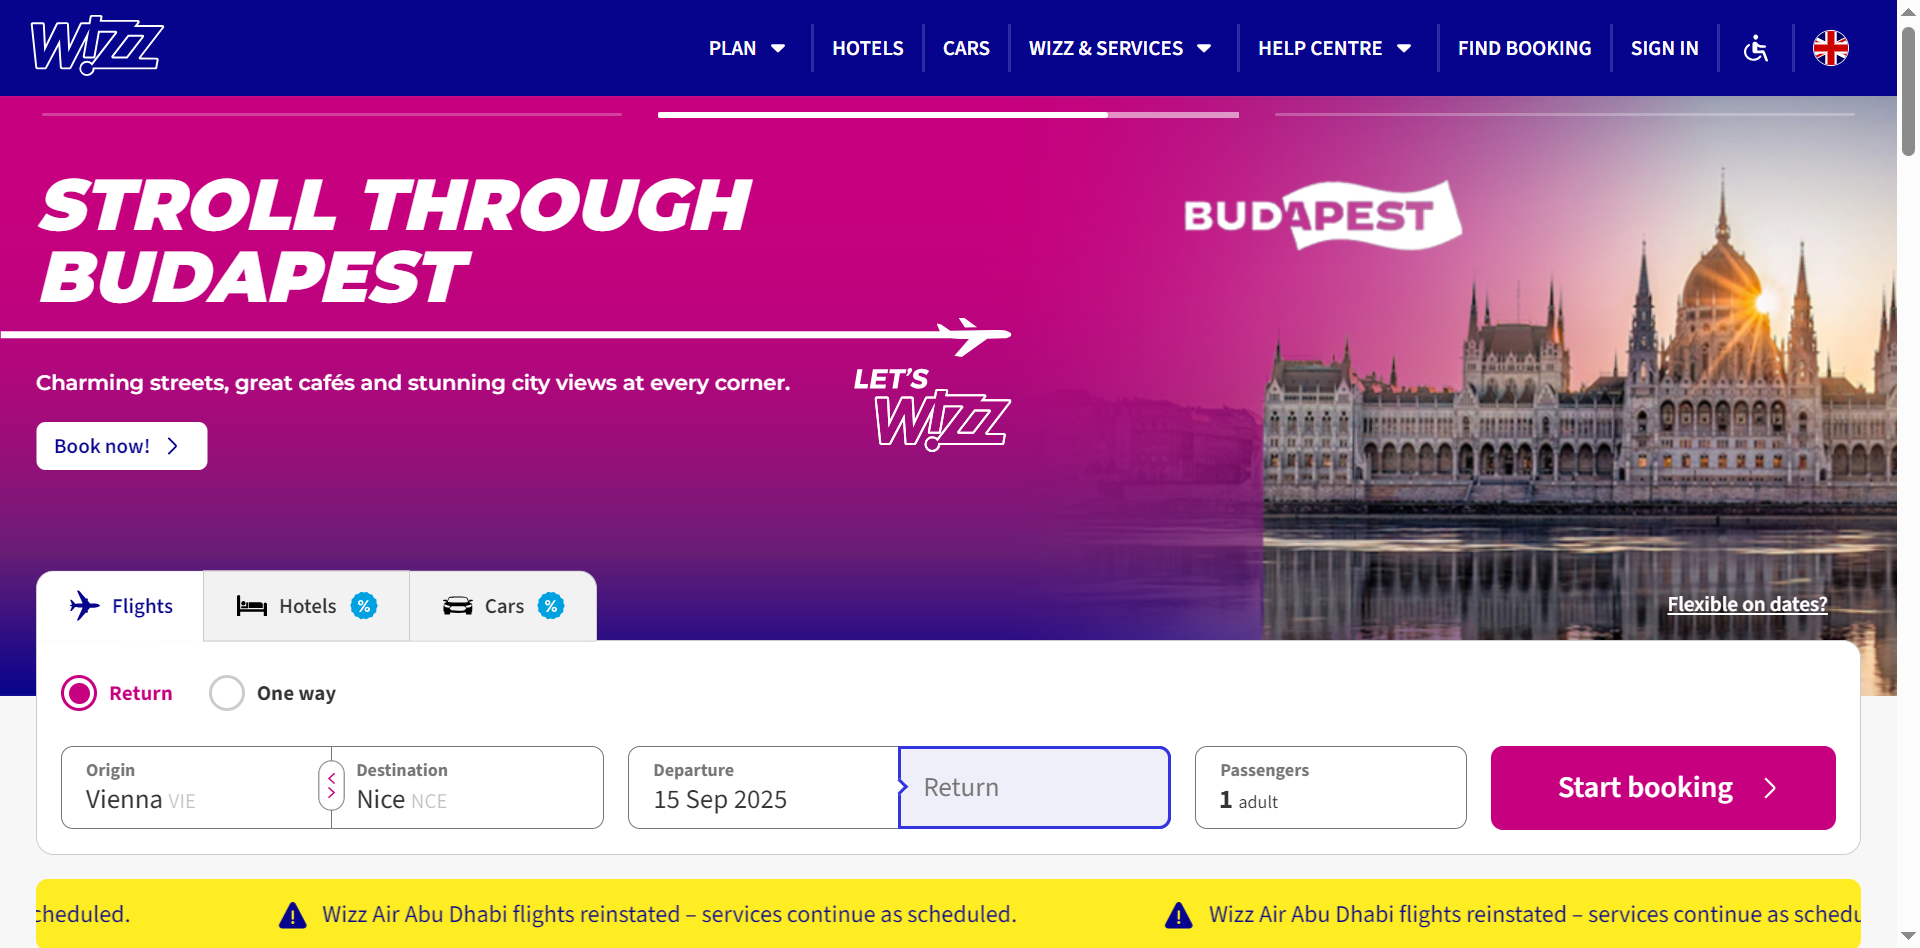 WIZZ
PLAN
HOTELS
CARS
WIZZ & SERVICES
HELP CENTRE
FIND BOOKING
SIGN IN
STROLL THROUGH
BUDAPEST
BUDAPEST
Charming streets, great cafés and stunning city views at every corner.
LET'S
WIZZ
Book now!
Flights
Hotels %
Cars %
Flexible on dates?
Return
One way
Origin
Vienna VIE
Destination
Nice NCE
Departure
15 Sep 2025
Return
Passengers
1 adult
Start booking
cheduled.
Wizz Air Abu Dhabi flights reinstated – services continue as scheduled.
Wizz Air Abu Dhabi flights reinstated – services continue as schedu